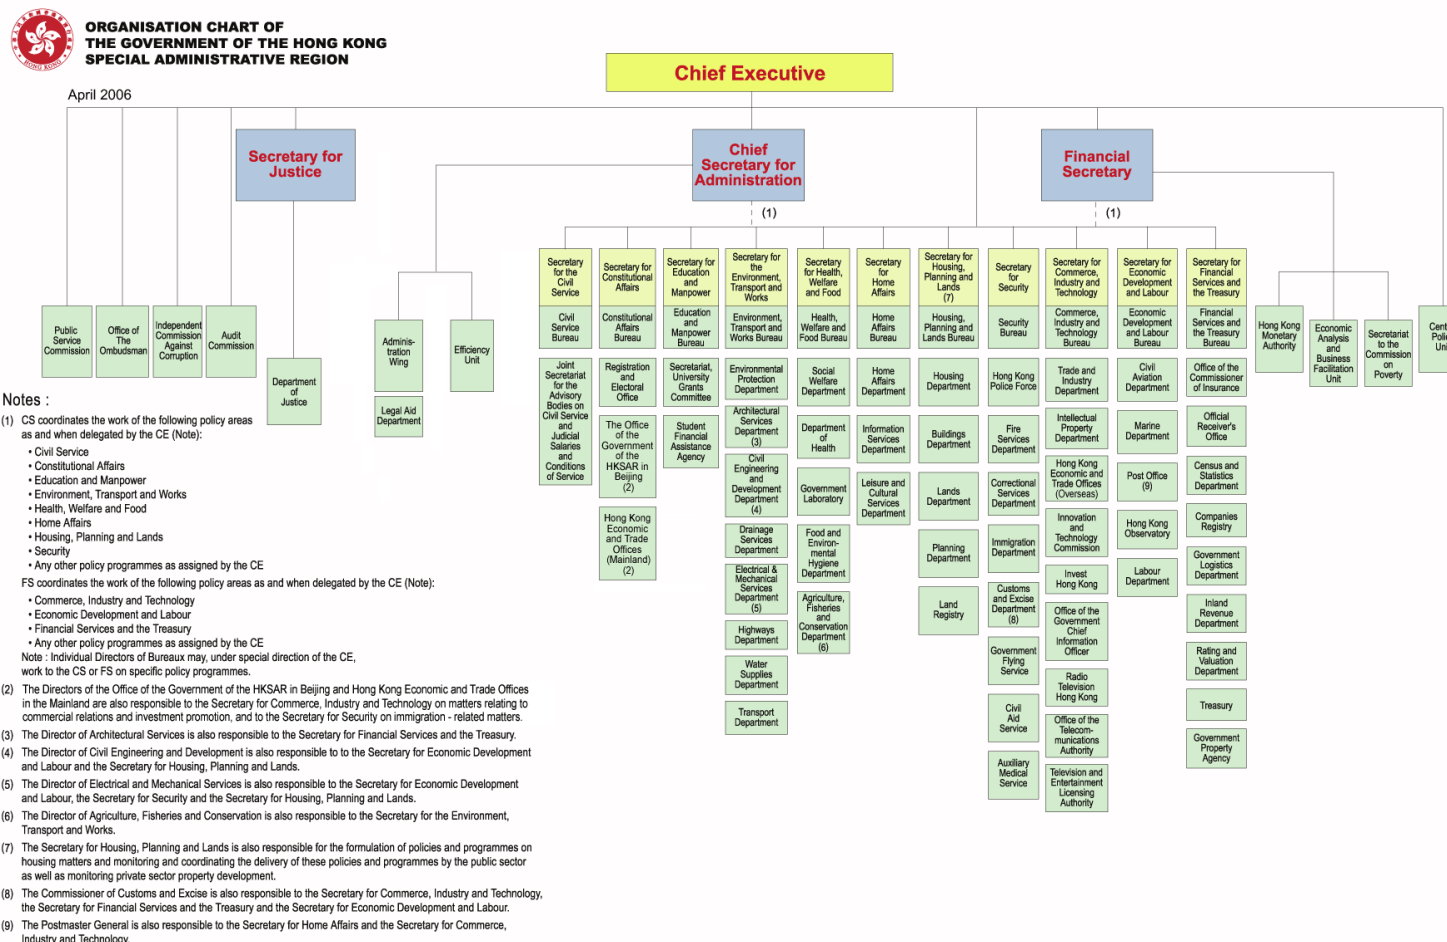 ORGANISATION CHART OF
THE GOVERNMENT OF THE HONG KONG
SPECIAL ADMINISTRATIVE REGION
HONG KONG
April 2006
Chief Executive
Secretary for
Justice
Chief
Secretary for
Administration
Financial
Secretary
(1)
(1)
Public
Service
Commission
Office of
The
Ombudsman
Independent
Commission
Against
Corruption
Audit
Commission
Department
of
Justice
Adminis-
tration
Wing
Legal Aid
Department
Efficiency
Unit
Secretary
for the
Civil
Service
Civil
Service
Bureau
Joint
Secretariat
for the
Advisory
Bodies on
Civil Service
and
Judicial
Salaries
and
Conditions
of Service
Secretary for
Constitutional
Affairs
Constitutional
Affairs
Bureau
Registration
and
Electoral
Office
The Office
of the
Government
of the
HKSAR in
Beijing
(2)
Hong Kong
Economic
and Trade
Offices
(Mainland)
(2)
Secretary for
Education
and
Manpower
Education
and
Manpower
Bureau
Secretariat,
University
Grants
Committee
Student
Financial
Assistance
Agency
Secretary for
the
Environment,
Transport and
Works
Environment,
Transport and
Works Bureau
Environmental
Protection
Department
Architectural
Services
Department
(3)
Civil
Engineering
and
Development
Department
(4)
Drainage
Services
Department
Electrical &
Mechanical
Services
Department
(5)
Highways
Department
Water
Supplies
Department
Transport
Department
Secretary
for Health,
Welfare
and Food
Health,
Welfare and
Food Bureau
Social
Welfare
Department
Department
of
Health
Government
Laboratory
Food and
Environ-
mental
Hygiene
Department
Agriculture,
Fisheries
and
Conservation
Department
(6)
Secretary
for
Home
Affairs
Home
Affairs
Bureau
Home
Affairs
Department
Information
Services
Department
Leisure and
Cultural
Services
Department
Secretary for
Housing,
Planning and
Lands
(7)
Housing,
Planning and
Lands Bureau
Housing
Department
Buildings
Department
Lands
Department
Planning
Department
Land
Registry
Secretary
for
Security
Security
Bureau
Hong Kong
Police Force
Fire
Services
Department
Correctional
Services
Department
Immigration
Department
Customs
and Excise
Department
(8)
Government
Flying
Service
Civil
Aid
Service
Auxiliary
Medical
Service
Secretary for
Commerce,
Industry and
Technology
Commerce,
Industry and
Technology
Bureau
Trade and
Industry
Department
Intellectual
Property
Department
Hong Kong
Economic and
Trade Offices
(Overseas)
Innovation
and
Technology
Commission
Invest
Hong Kong
Office of the
Government
Chief
Information
Officer
Radio
Television
Hong Kong
Office of the
Telecom-
munications
Authority
Television and
Entertainment
Licensing
Authority
Secretary for
Economic
Development
and Labour
Economic
Development
and Labour
Bureau
Civil
Aviation
Department
Marine
Department
Post Office
(9)
Hong Kong
Observatory
Labour
Department
Secretary for
Financial
Services and
the Treasury
Financial
Services and
the Treasury
Bureau
Office of the
Commissioner
of Insurance
Official
Receiver's
Office
Census and
Statistics
Department
Companies
Registry
Government
Logistics
Department
Inland
Revenue
Department
Rating and
Valuation
Department
Treasury
Government
Property
Agency
Hong Kong
Monetary
Authority
Economic
Analysis
and
Business
Facilitation
Unit
Secretariat
to the
Commission
on
Poverty
Notes :
(1) CS coordinates the work of the following policy areas
as and when delegated by the CE (Note):
• Civil Service
• Constitutional Affairs
• Education and Manpower
• Environment, Transport and Works
• Health, Welfare and Food
• Home Affairs
• Housing, Planning and Lands
• Security
• Any other policy programmes as assigned by the CE
FS coordinates the work of the following policy areas as and when delegated by the CE (Note):
• Commerce, Industry and Technology
• Economic Development and Labour
• Financial Services and the Treasury
• Any other policy programmes as assigned by the CE
Note : Individual Directors of Bureaux may, under special direction of the CE,
work to the CS or FS on specific policy programmes.
(2) The Directors of the Office of the Government of the HKSAR in Beijing and Hong Kong Economic and Trade Offices
in the Mainland are also responsible to the Secretary for Commerce, Industry and Technology on matters relating to
commercial relations and investment promotion, and to the Secretary for Security on immigration - related matters.
(3) The Director of Architectural Services is also responsible to the Secretary for Financial Services and the Treasury.
(4) The Director of Civil Engineering and Development is also responsible to to the Secretary for Economic Development
and Labour and the Secretary for Housing, Planning and Lands.
(5) The Director of Electrical and Mechanical Services is also responsible to the Secretary for Economic Development
and Labour, the Secretary for Security and the Secretary for Housing, Planning and Lands.
(6) The Director of Agriculture, Fisheries and Conservation is also responsible to the Secretary for the Environment,
Transport and Works.
(7) The Secretary for Housing, Planning and Lands is also responsible for the formulation of policies and programmes on
housing matters and monitoring and coordinating the delivery of these policies and programmes by the public sector
as well as monitoring private sector property development.
(8) The Commissioner of Customs and Excise is also responsible to the Secretary for Commerce, Industry and Technology,
the Secretary for Financial Services and the Treasury and the Secretary for Economic Development and Labour.
(9) The Postmaster General is also responsible to the Secretary for Home Affairs and the Secretary for Commerce,
Industry and Technology.